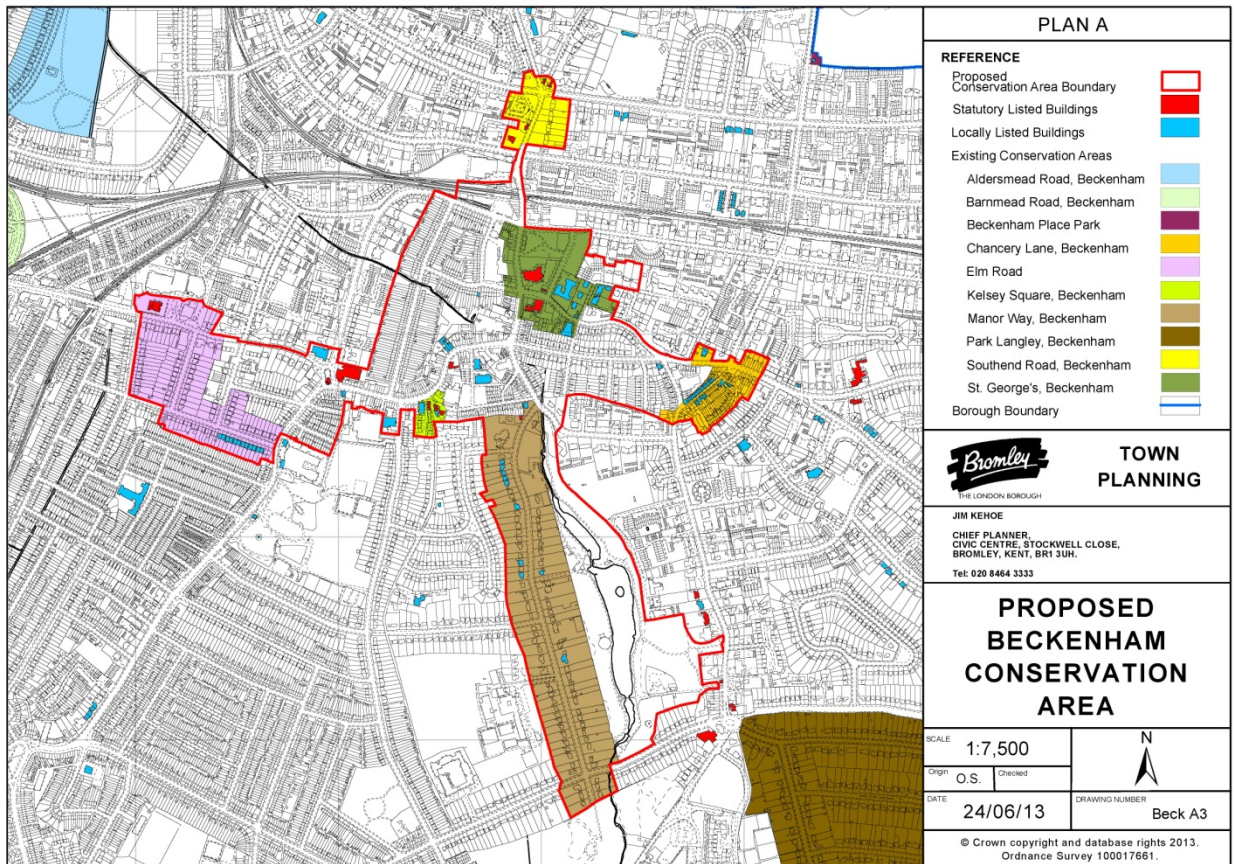 PLAN A
REFERENCE
Proposed
Conservation Area Boundary
Statutory Listed Buildings
Locally Listed Buildings
Existing Conservation Areas
Aldersmead Road, Beckenham
Barnmead Road, Beckenham
Beckenham Place Park
Chancery Lane, Beckenham
Elm Road
Kelsey Square, Beckenham
Manor Way, Beckenham
Park Langley, Beckenham
Southend Road, Beckenham
St. George's, Beckenham
Borough Boundary
Bromley
THE LONDON BOROUGH
TOWN
PLANNING
JIM KEHOE
CHIEF PLANNER,
CIVIC CENTRE, STOCKWELL CLOSE,
BROMLEY, KENT, BR1 3UH.
Tel: 020 8464 3333
PROPOSED
BECKENHAM
CONSERVATION
AREA
SCALE 1:7,500
N
Origin O.S. Checked
DATE 24/06/13
DRAWING NUMBER Beck A3
© Crown copyright and database rights 2013.
Ordnance Survey 100017661.